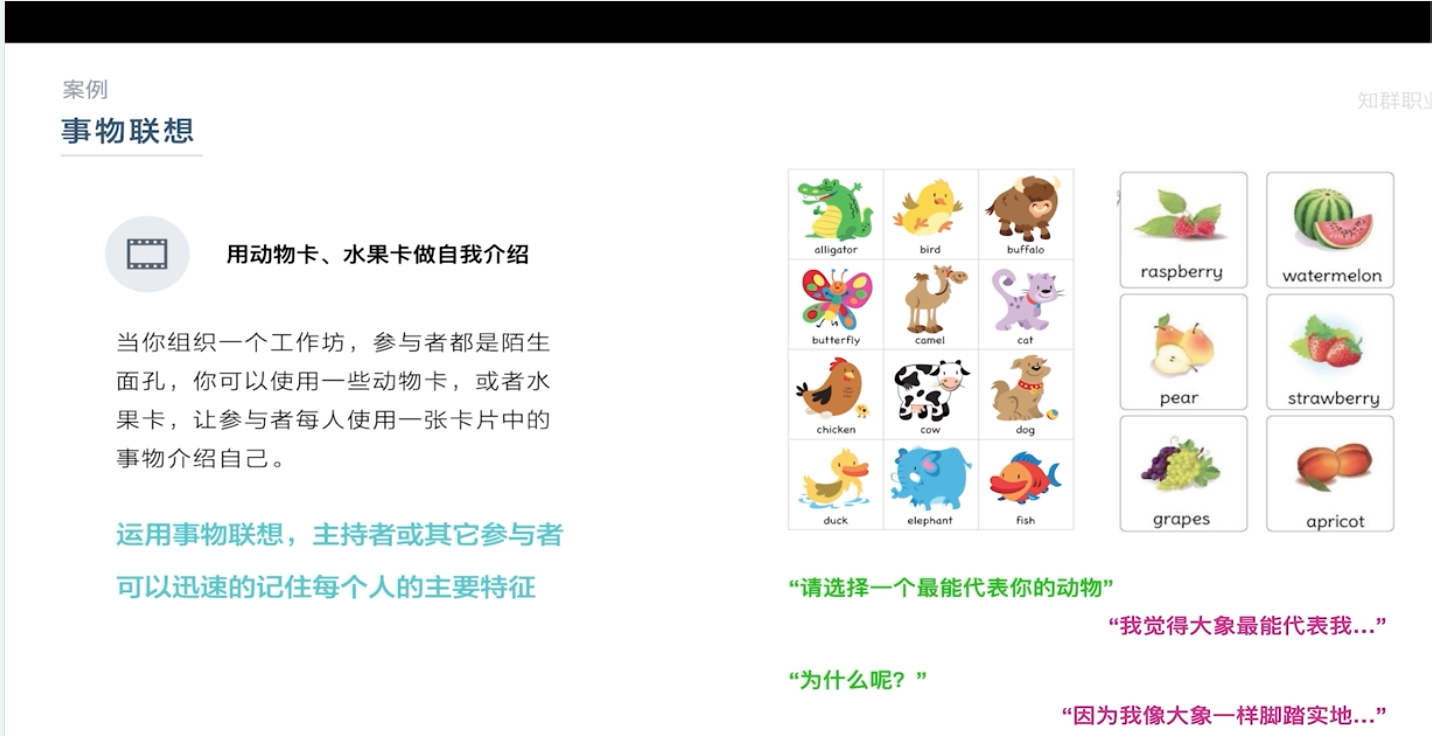 案例
事物联想
知群职业
用动物卡、水果卡做自我介绍
当你组织一个工作坊，参与者都是陌生
面孔，你可以使用一些动物卡，或者水
果卡，让参与者每人使用一张卡片中的
事物介绍自己。
运用事物联想，主持者或其它参与者
可以迅速的记住每个人的主要特征
alligator bird buffalo
butterfly camel cat
chicken cow dog
duck elephant fish
raspberry watermelon
pear strawberry
grapes apricot
“请选择一个最能代表你的动物”
“我觉得大象最能代表我...”
“为什么呢？”
“因为我像大象一样脚踏实地...”